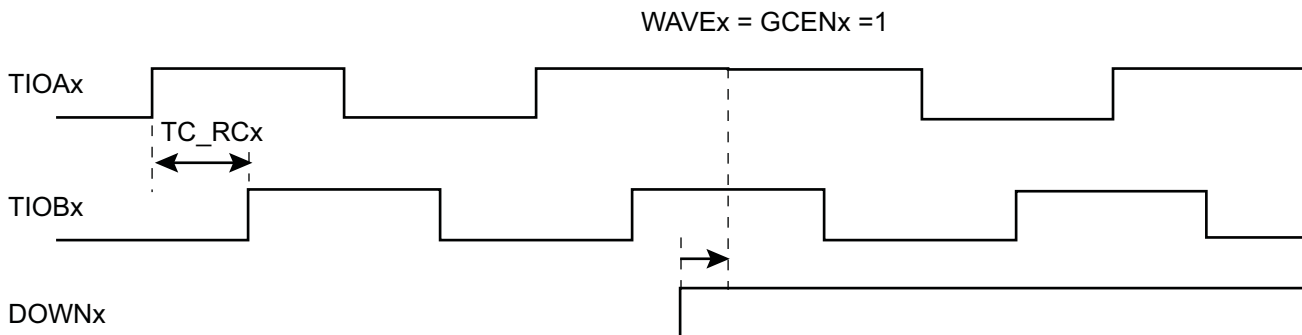 WAVEx = GCENx =1
TIOAx
TC_RCx
TIOBx
DOWNx